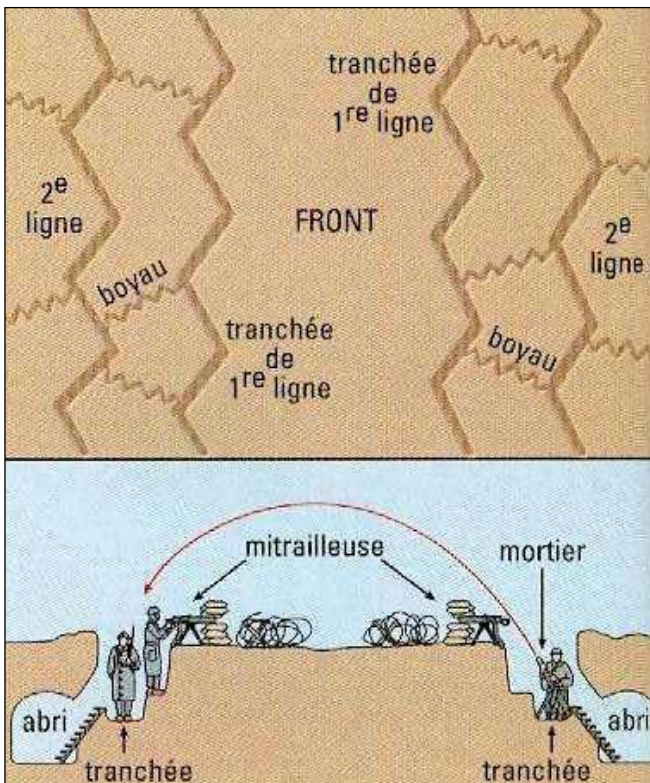 tranchée
de
1re ligne
2e
ligne
FRONT
2e
ligne
boyau
tranchée
de
1re ligne
boyau
mitrailleuse
mortier
abri
abri
tranchée
tranchée